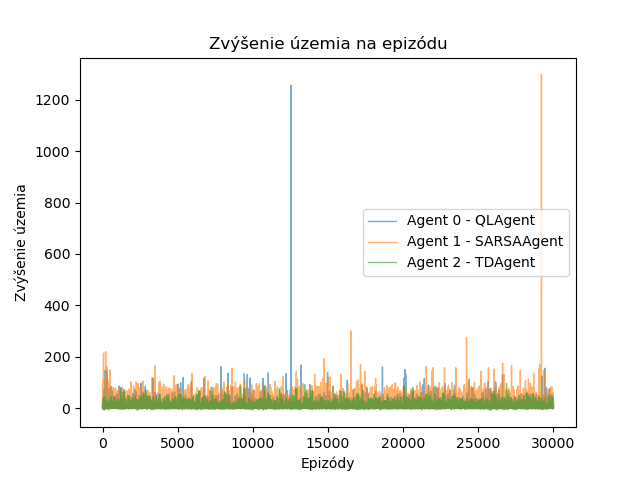 Zvýšenie územia na epizódu
Zvýšenie územia
1200
1000
800
600
400
200
0
Agent 0 - QLAgent
Agent 1 - SARSAAgent
Agent 2 - TDAgent
0 5000 10000 15000 20000 25000 30000
Epizódy